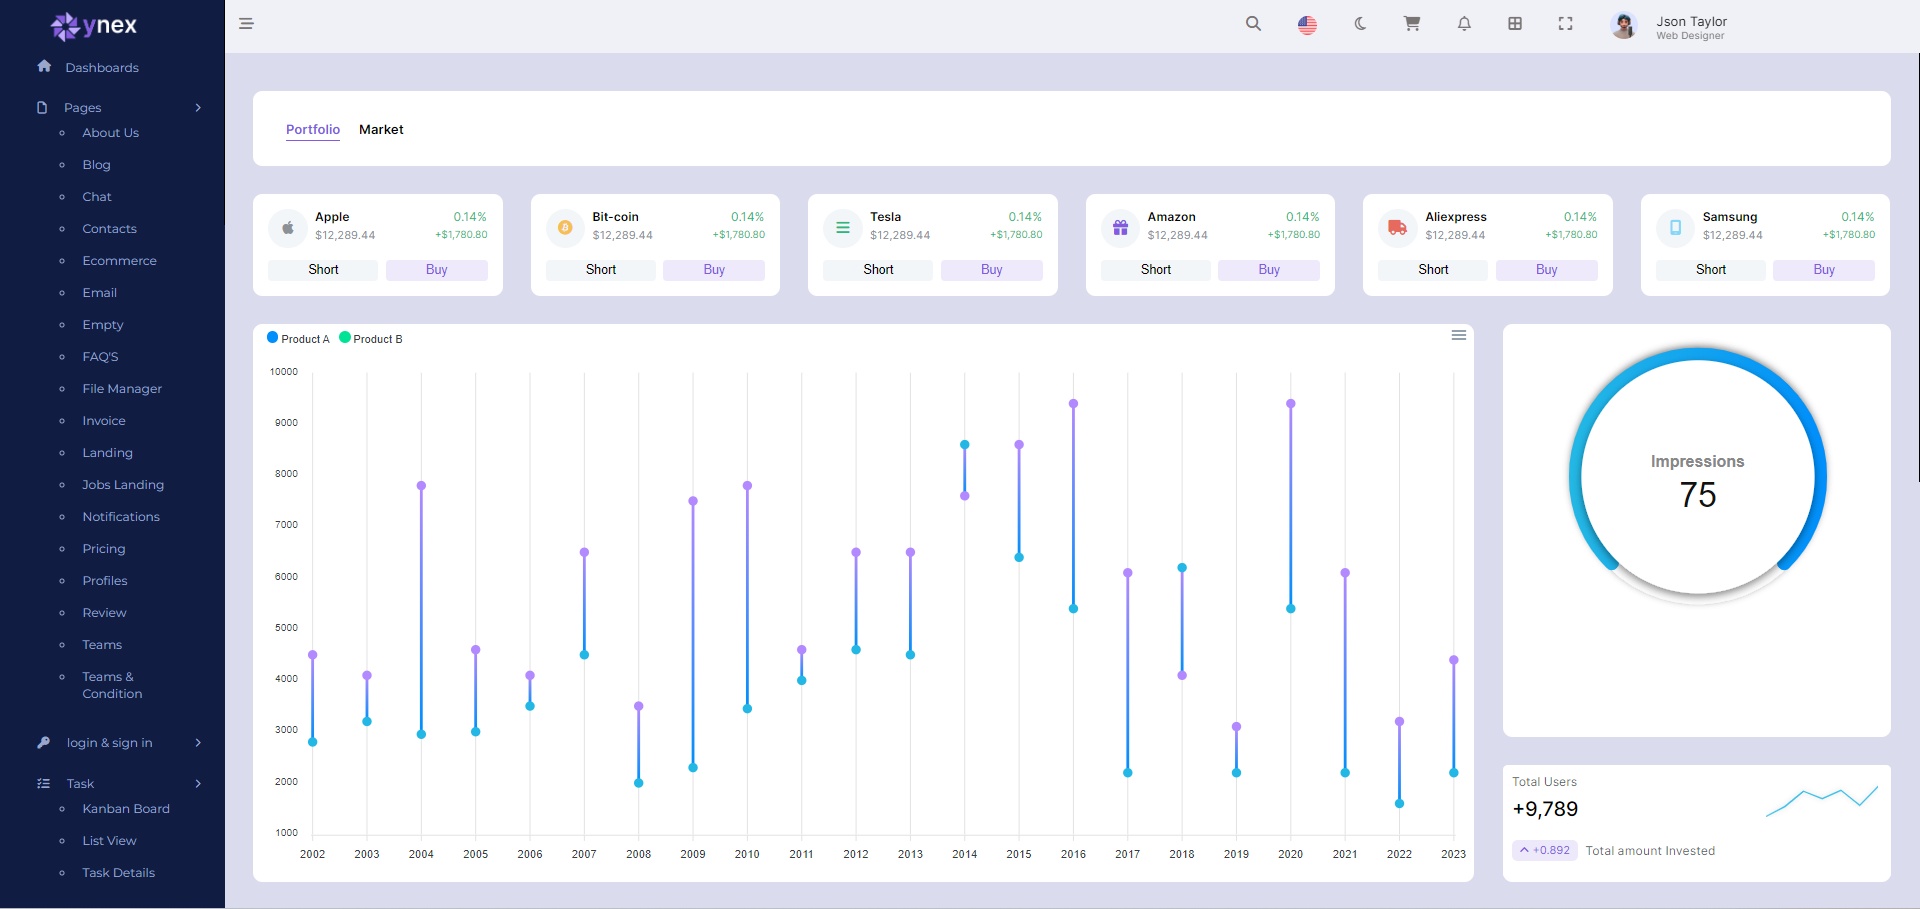 ynex
Dashboards
Pages
About Us
Blog
Chat
Contacts
Ecommerce
Email
Empty
FAQ'S
File Manager
Invoice
Landing
Jobs Landing
Notifications
Pricing
Profiles
Review
Teams
Teams &
Condition
login & sign in
Task
Kanban Board
List View
Task Details
Json Taylor
Web Designer
Portfolio Market
Apple 0.14%
$12,289.44 +$1,780.80
Short Buy
Bit-coin 0.14%
$12,289.44 +$1,780.80
Short Buy
Tesla 0.14%
$12,289.44 +$1,780.80
Short Buy
Amazon 0.14%
$12,289.44 +$1,780.80
Short Buy
Aliexpress 0.14%
$12,289.44 +$1,780.80
Short Buy
Samsung 0.14%
$12,289.44 +$1,780.80
Short Buy
Product A Product B
10000
9000
8000
7000
6000
5000
4000
3000
2000
1000
2002 2003 2004 2005 2006 2007 2008 2009 2010 2011 2012 2013 2014 2015 2016 2017 2018 2019 2020 2021 2022 2023
Impressions
75
Total Users
+9,789
+0.892 Total amount Invested